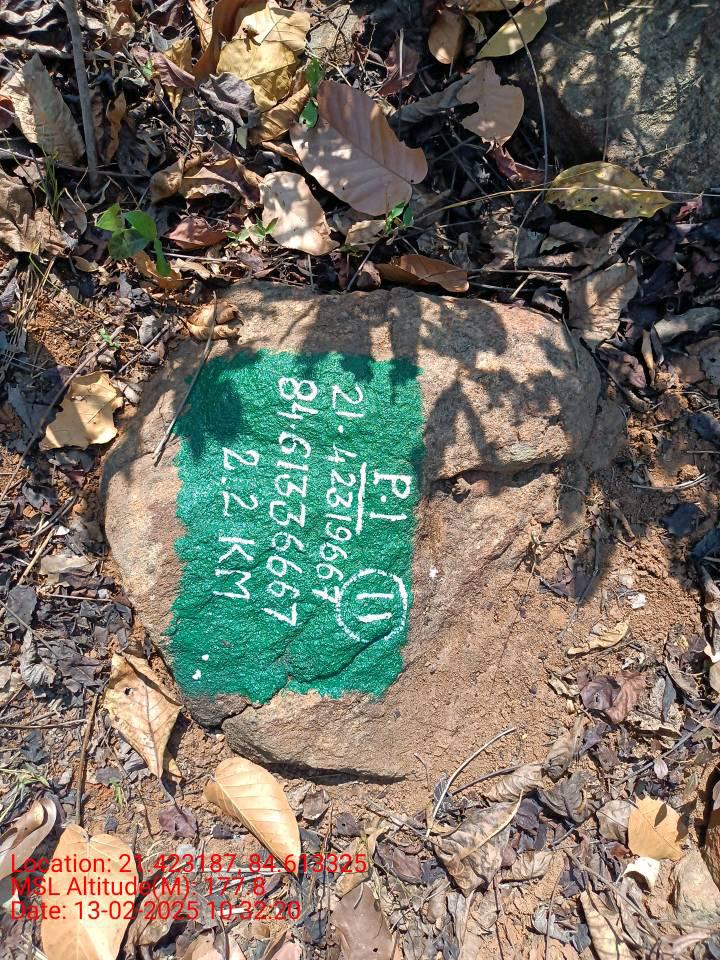 P.1 11
21.42319667
84.61336667
2.2 KM
Location: 21.423187, 84.613325
MSL Altitude(M): 177.8
Date: 13-02-2025 10:32:20